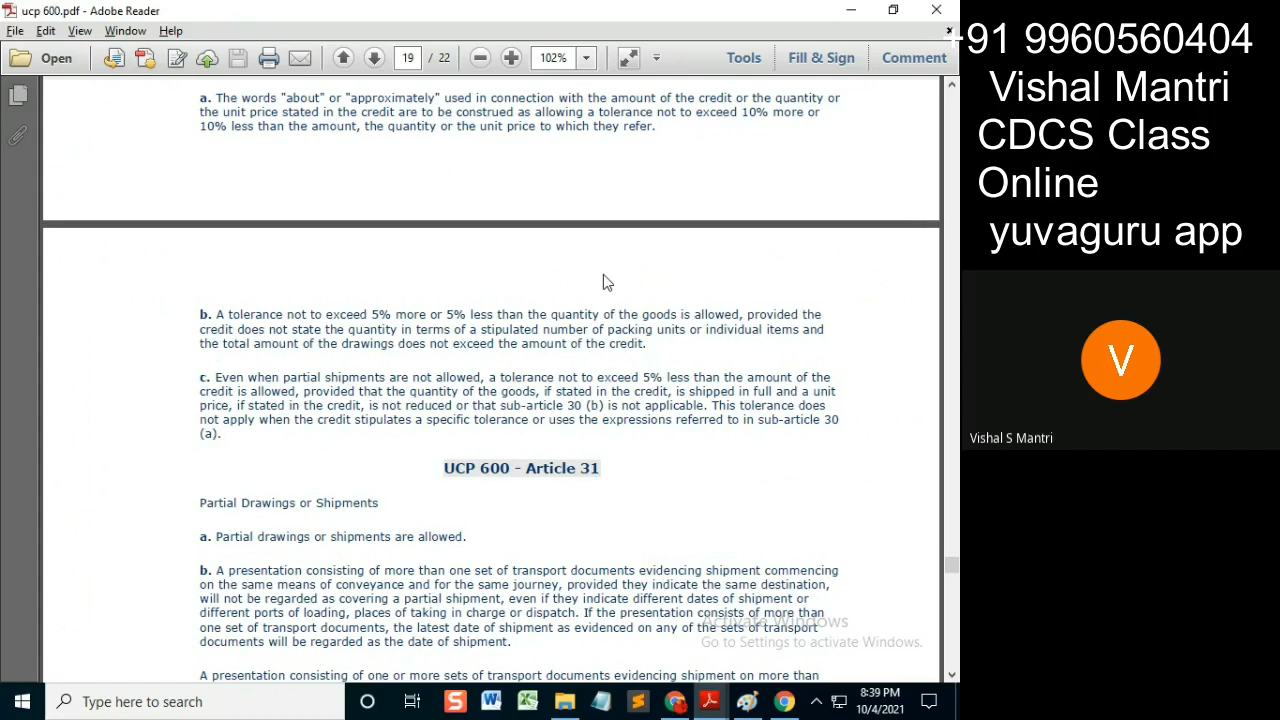 ucp 600.pdf - Adobe Reader
File Edit View Window Help
Open 19 / 22 102% Tools Fill & Sign Comment
a. The words "about" or "approximately" used in connection with the amount of the credit or the quantity or
the unit price stated in the credit are to be construed as allowing a tolerance not to exceed 10% more or
10% less than the amount, the quantity or the unit price to which they refer.
b. A tolerance not to exceed 5% more or 5% less than the quantity of the goods is allowed, provided the
credit does not state the quantity in terms of a stipulated number of packing units or individual items and
the total amount of the drawings does not exceed the amount of the credit.
c. Even when partial shipments are not allowed, a tolerance not to exceed 5% less than the amount of the
credit is allowed, provided that the quantity of the goods, if stated in the credit, is shipped in full and a unit
price, if stated in the credit, is not reduced or that sub-article 30 (b) is not applicable. This tolerance does
not apply when the credit stipulates a specific tolerance or uses the expressions referred to in sub-article 30
(a).
UCP 600 - Article 31
Partial Drawings or Shipments
a. Partial drawings or shipments are allowed.
b. A presentation consisting of more than one set of transport documents evidencing shipment commencing
on the same means of conveyance and for the same journey, provided they indicate the same destination,
will not be regarded as covering a partial shipment, even if they indicate different dates of shipment or
different ports of loading, places of taking in charge or dispatch. If the presentation consists of more than
one set of transport documents, the latest date of shipment as evidenced on any of the sets of transport
documents will be regarded as the date of shipment.
A presentation consisting of one or more sets of transport documents evidencing shipment on more than
Activate Windows
Go to Settings to activate Windows.
Type here to search
8:39 PM
10/4/2021
+91 9960560404
Vishal Mantri
CDCS Class
Online
yuvaguru app
V
Vishal S Mantri